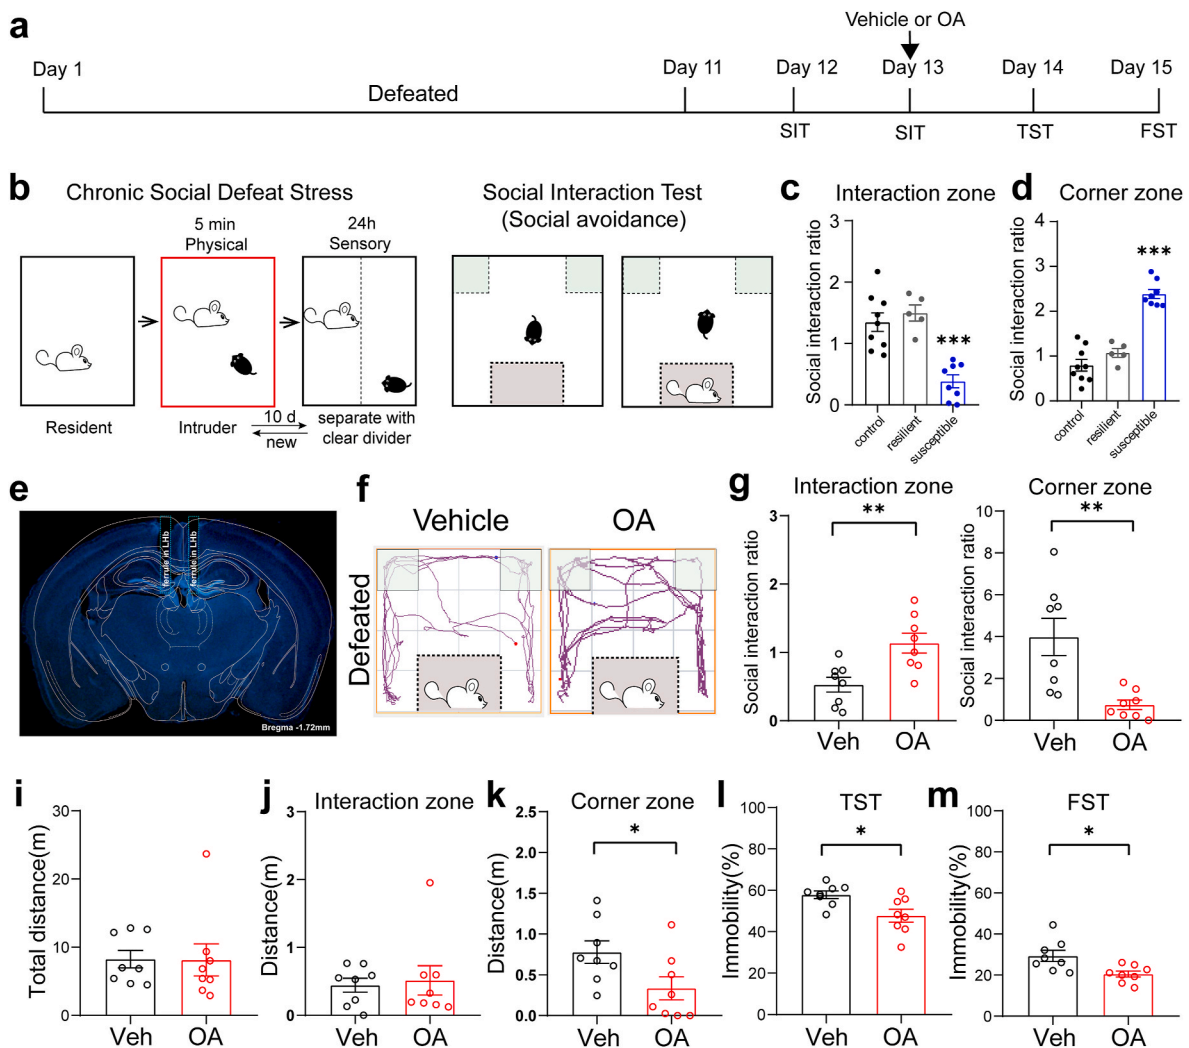 a
Vehicle or OA
Day 1
Day 11
Day 12
Day 13
Day 14
Day 15
Defeated
SIT
SIT
TST
FST
b
Chronic Social Defeat Stress
5 min
Physical
24h
Sensory
Resident
Intruder
10 d
new
separate with
clear divider
Social Interaction Test
(Social avoidance)
c
Interaction zone
Social interaction ratio
3
2
1
0
***
control
resilient
susceptible
d
Corner zone
Social interaction ratio
4
3
2
1
0
***
control
resilient
susceptible
e
ferrule in LHb
ferrule in LHb
Bregma -1.72mm
f
Vehicle
OA
Defeated
g
Interaction zone
Social interaction ratio
3
2
1
0
**
Veh
OA
Corner zone
Social interaction ratio
10
8
6
4
2
0
**
Veh
OA
i
Total distance(m)
30
20
10
0
Veh
OA
j
Interaction zone
Distance(m)
3
2
1
0
Veh
OA
k
Corner zone
Distance(m)
2.5
2.0
1.5
1.0
0.5
0.0
*
Veh
OA
l
TST
Immobility(%)
100
80
60
40
20
0
*
Veh
OA
m
FST
Immobility(%)
100
80
60
40
20
0
*
Veh
OA